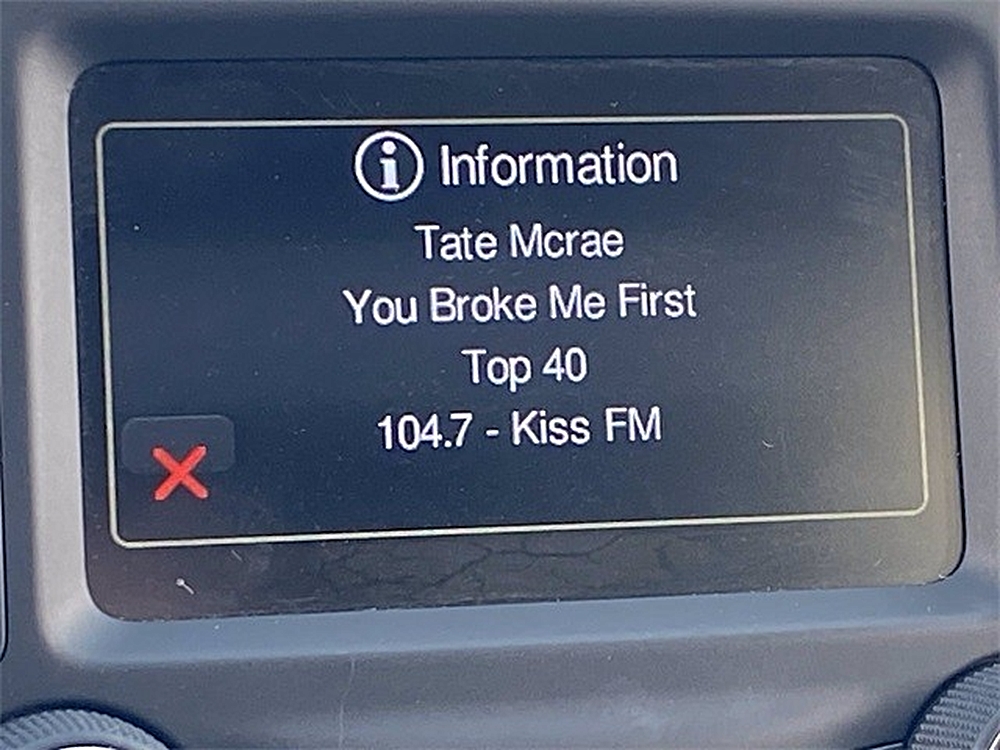 Information
Tate Mcrae
You Broke Me First
Top 40
104.7 - Kiss FM